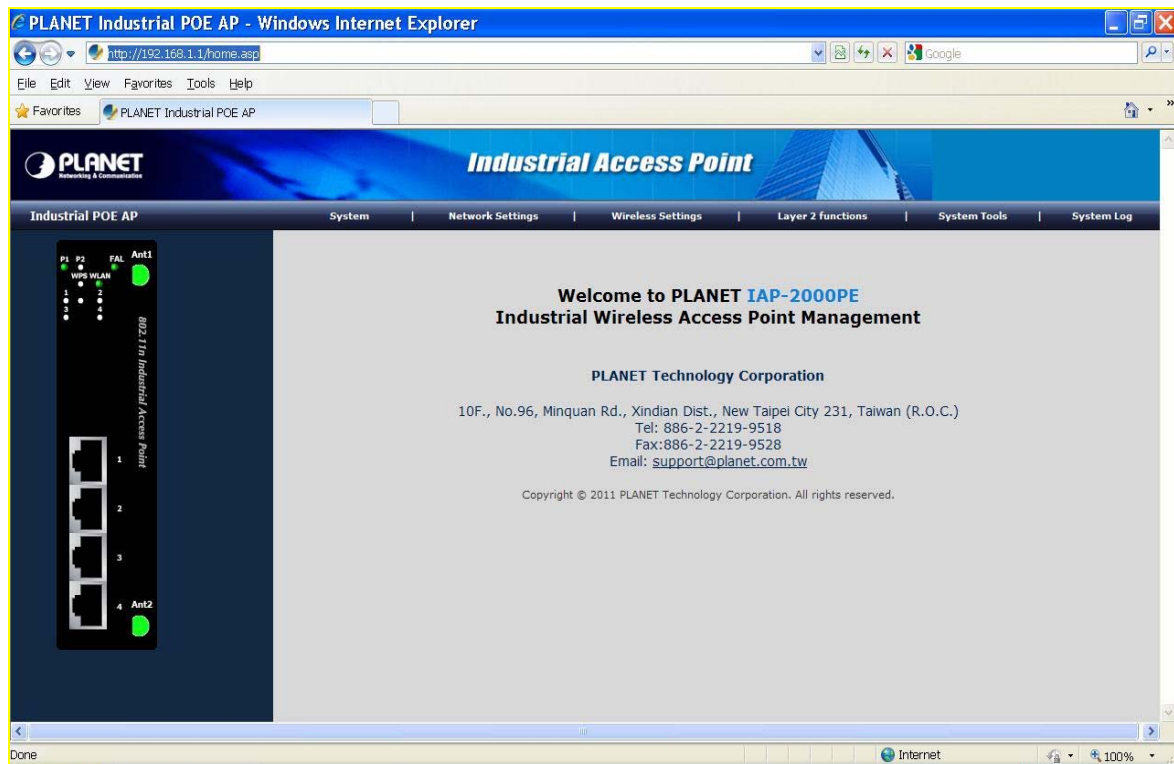 PLANET Industrial POE AP - Windows Internet Explorer
http://192.168.1.1/home.asp
Google
File Edit View Favorites Tools Help
Favorites PLANET Industrial POE AP
PLANET
Networking & Communication
Industrial Access Point
Industrial POE AP
System | Network Settings | Wireless Settings | Layer 2 functions | System Tools | System Log
P1 P2 FAL Ant1
WPS WLAN
1 2
3 4
802.11n Industrial Access Point
1
2
3
4 Ant2
Welcome to PLANET IAP-2000PE
Industrial Wireless Access Point Management
PLANET Technology Corporation
10F., No.96, Minquan Rd., Xindian Dist., New Taipei City 231, Taiwan (R.O.C.)
Tel: 886-2-2219-9518
Fax:886-2-2219-9528
Email: support@planet.com.tw
Copyright © 2011 PLANET Technology Corporation. All rights reserved.
Done Internet 100%